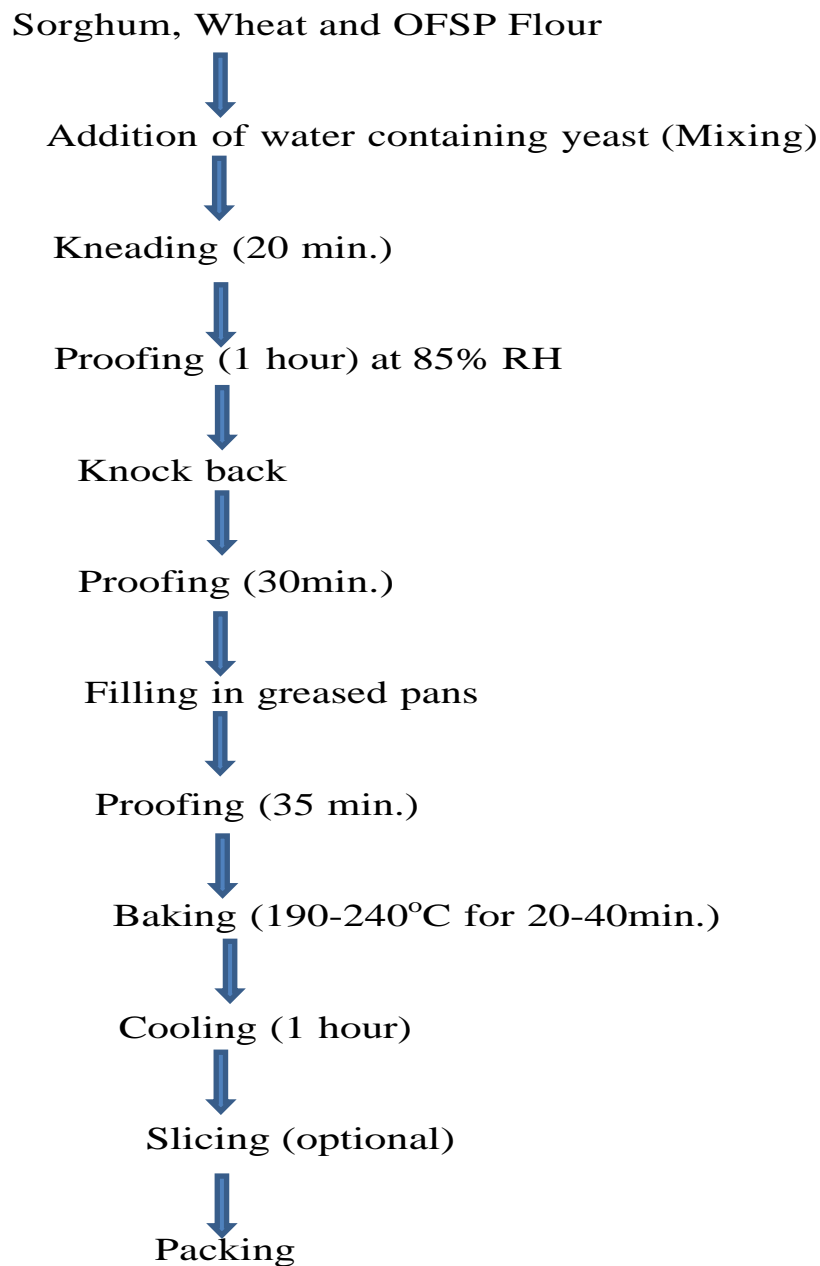 Sorghum, Wheat and OFSP Flour
Addition of water containing yeast (Mixing)
Kneading (20 min.)
Proofing (1 hour) at 85% RH
Knock back
Proofing (30min.)
Filling in greased pans
Proofing (35 min.)
Baking (190-240°C for 20-40min.)
Cooling (1 hour)
Slicing (optional)
Packing